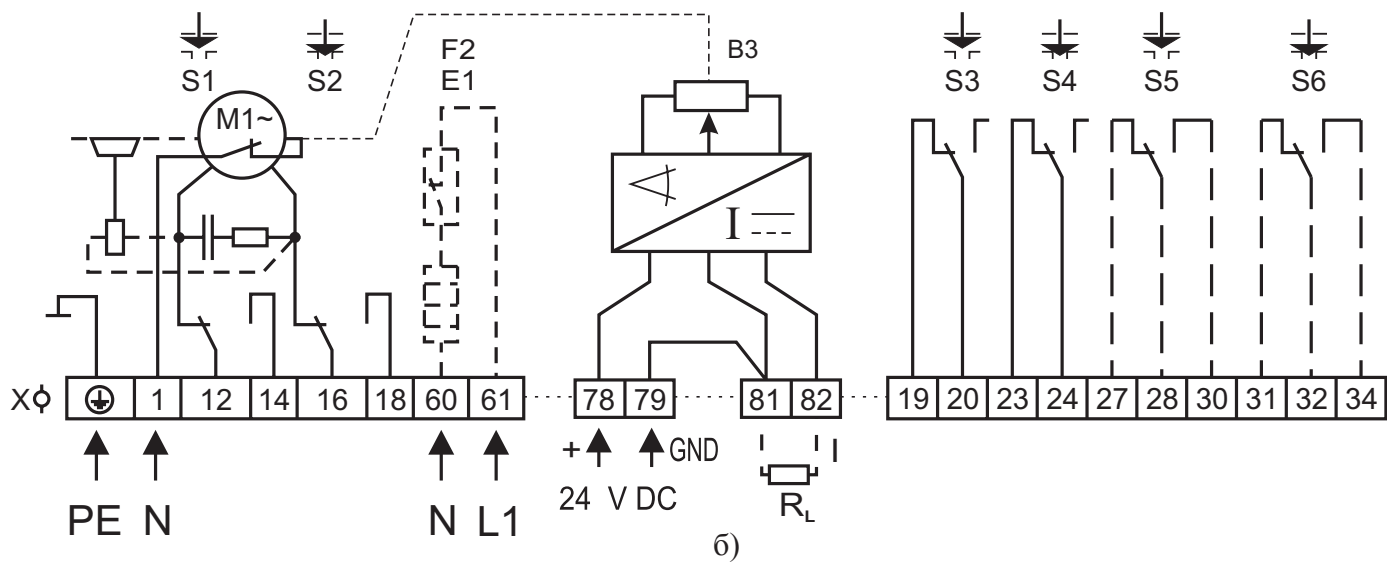 S1 S2 F2 B3 S3 S4 S5 S6
E1
M1~
I
X 1 12 14 16 18 60 61 78 79 81 82 19 20 23 24 27 28 30 31 32 34
+ GND I
24 V DC
PE N N L1 RL
б)